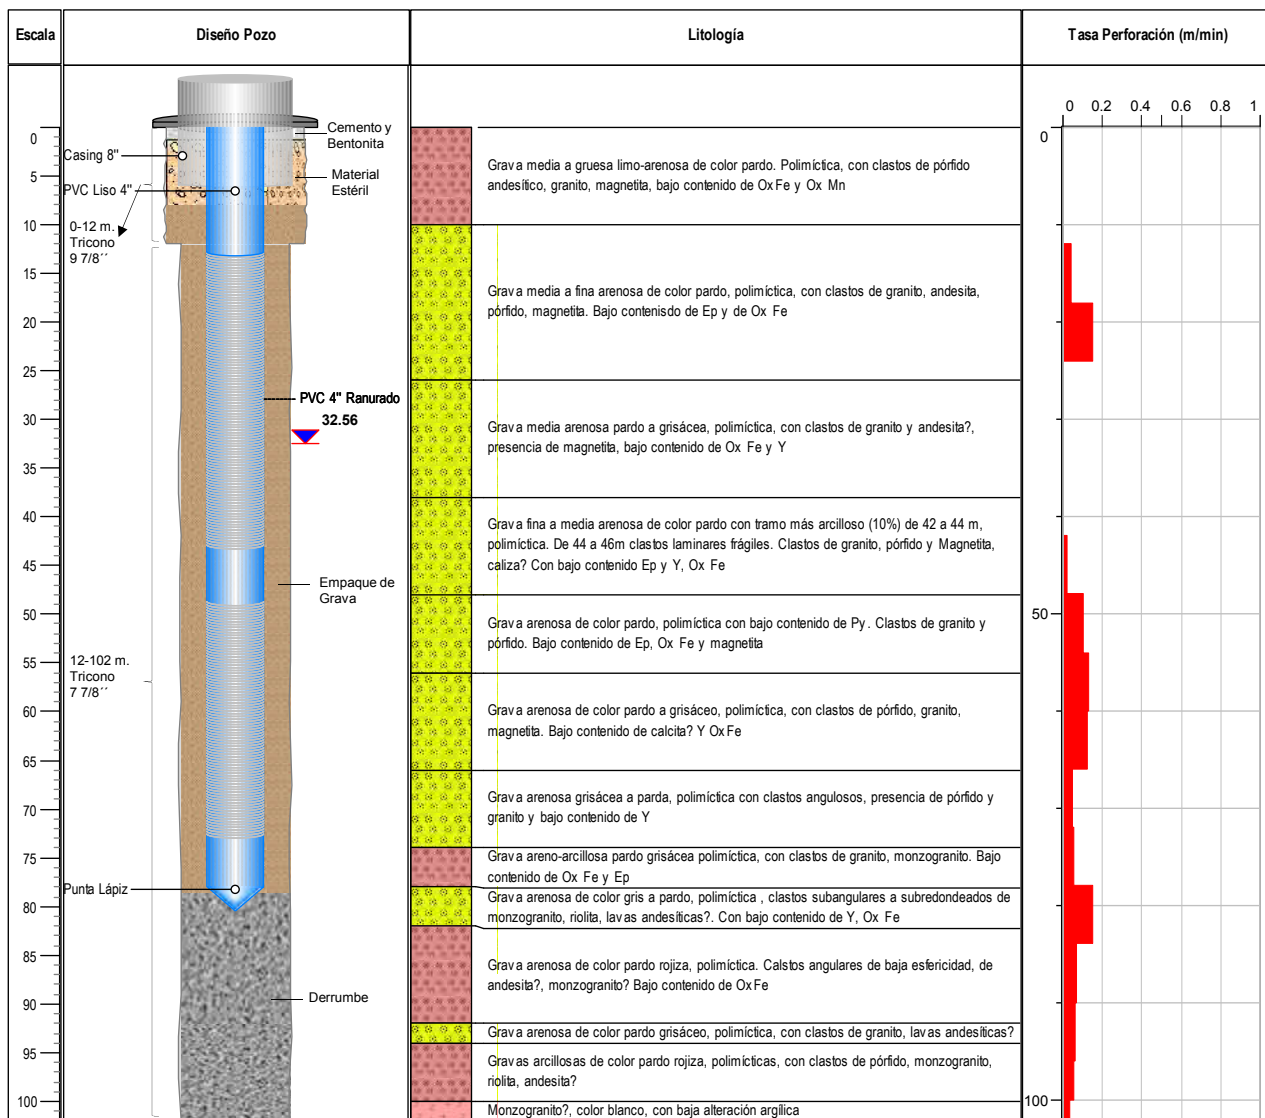 Escala
Diseño Pozo
Litología
Tasa Perforación (m/min)
0
5
10
15
20
25
30
35
40
45
50
55
60
65
70
75
80
85
90
95
100
Casing 8"
PVC Liso 4"
0-12 m.
Tricono
9 7/8´´
12-102 m.
Tricono
7 7/8´´
Punta Lápiz
Cemento y
Bentonita
Material
Estéril
PVC 4" Ranurado
32.56
Empaque de
Grava
Derrumbe
Grava media a gruesa limo-arenosa de color pardo. Polimíctica, con clastos de pórfido
andesítico, granito, magnetita, bajo contenido de Ox Fe y Ox Mn
Grava media a fina arenosa de color pardo, polimíctica, con clastos de granito, andesita,
pórfido, magnetita. Bajo contenisdo de Ep y de Ox Fe
Grava media arenosa pardo a grisácea, polimíctica, con clastos de granito y andesita?,
presencia de magnetita, bajo contenido de Ox Fe y Y
Grava fina a media arenosa de color pardo con tramo más arcilloso (10%) de 42 a 44 m,
polimíctica. De 44 a 46m clastos laminares frágiles. Clastos de granito, pórfido y Magnetita,
caliza? Con bajo contenido Ep y Y, Ox Fe
Grava arenosa de color pardo, polimíctica con bajo contenido de Py. Clastos de granito y
pórfido. Bajo contenido de Ep, Ox Fe y magnetita
Grava arenosa de color pardo a grisáceo, polimíctica, con clastos de pórfido, granito,
magnetita. Bajo contenido de calcita? Y Ox Fe
Grava arenosa grisácea a parda, polimíctica con clastos angulosos, presencia de pórfido y
granito y bajo contenido de Y
Grava areno-arcillosa pardo grisácea polimíctica, con clastos de granito, monzogranito. Bajo
contenido de Ox Fe y Ep
Grava arenosa de color gris a pardo, polimíctica , clastos subangulares a subredondeados de
monzogranito, riolita, lavas andesíticas?. Con bajo contenido de Y, Ox Fe
Grava arenosa de color pardo rojiza, polimíctica. Calstos angulares de baja esfericidad, de
andesita?, monzogranito? Bajo contenido de Ox Fe
Grava arenosa de color pardo grisáceo, polimíctica, con clastos de granito, lavas andesíticas?
Gravas arcillosas de color pardo rojiza, polimícticas, con clastos de pórfido, monzogranito,
riolita, andesita?
Monzogranito?, color blanco, con baja alteración argílica
0 0.2 0.4 0.6 0.8 1
0
50
100